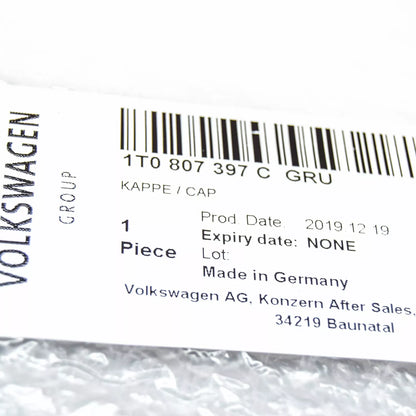 VOLKSWAGEN
GROUP
1T0 807 397 C GRU
KAPPE / CAP
1
Piece
Prod. Date 2019 12 19
Expiry date: NONE
Lot:
Made in Germany
Volkswagen AG, Konzern After Sales,
34219 Baunatal